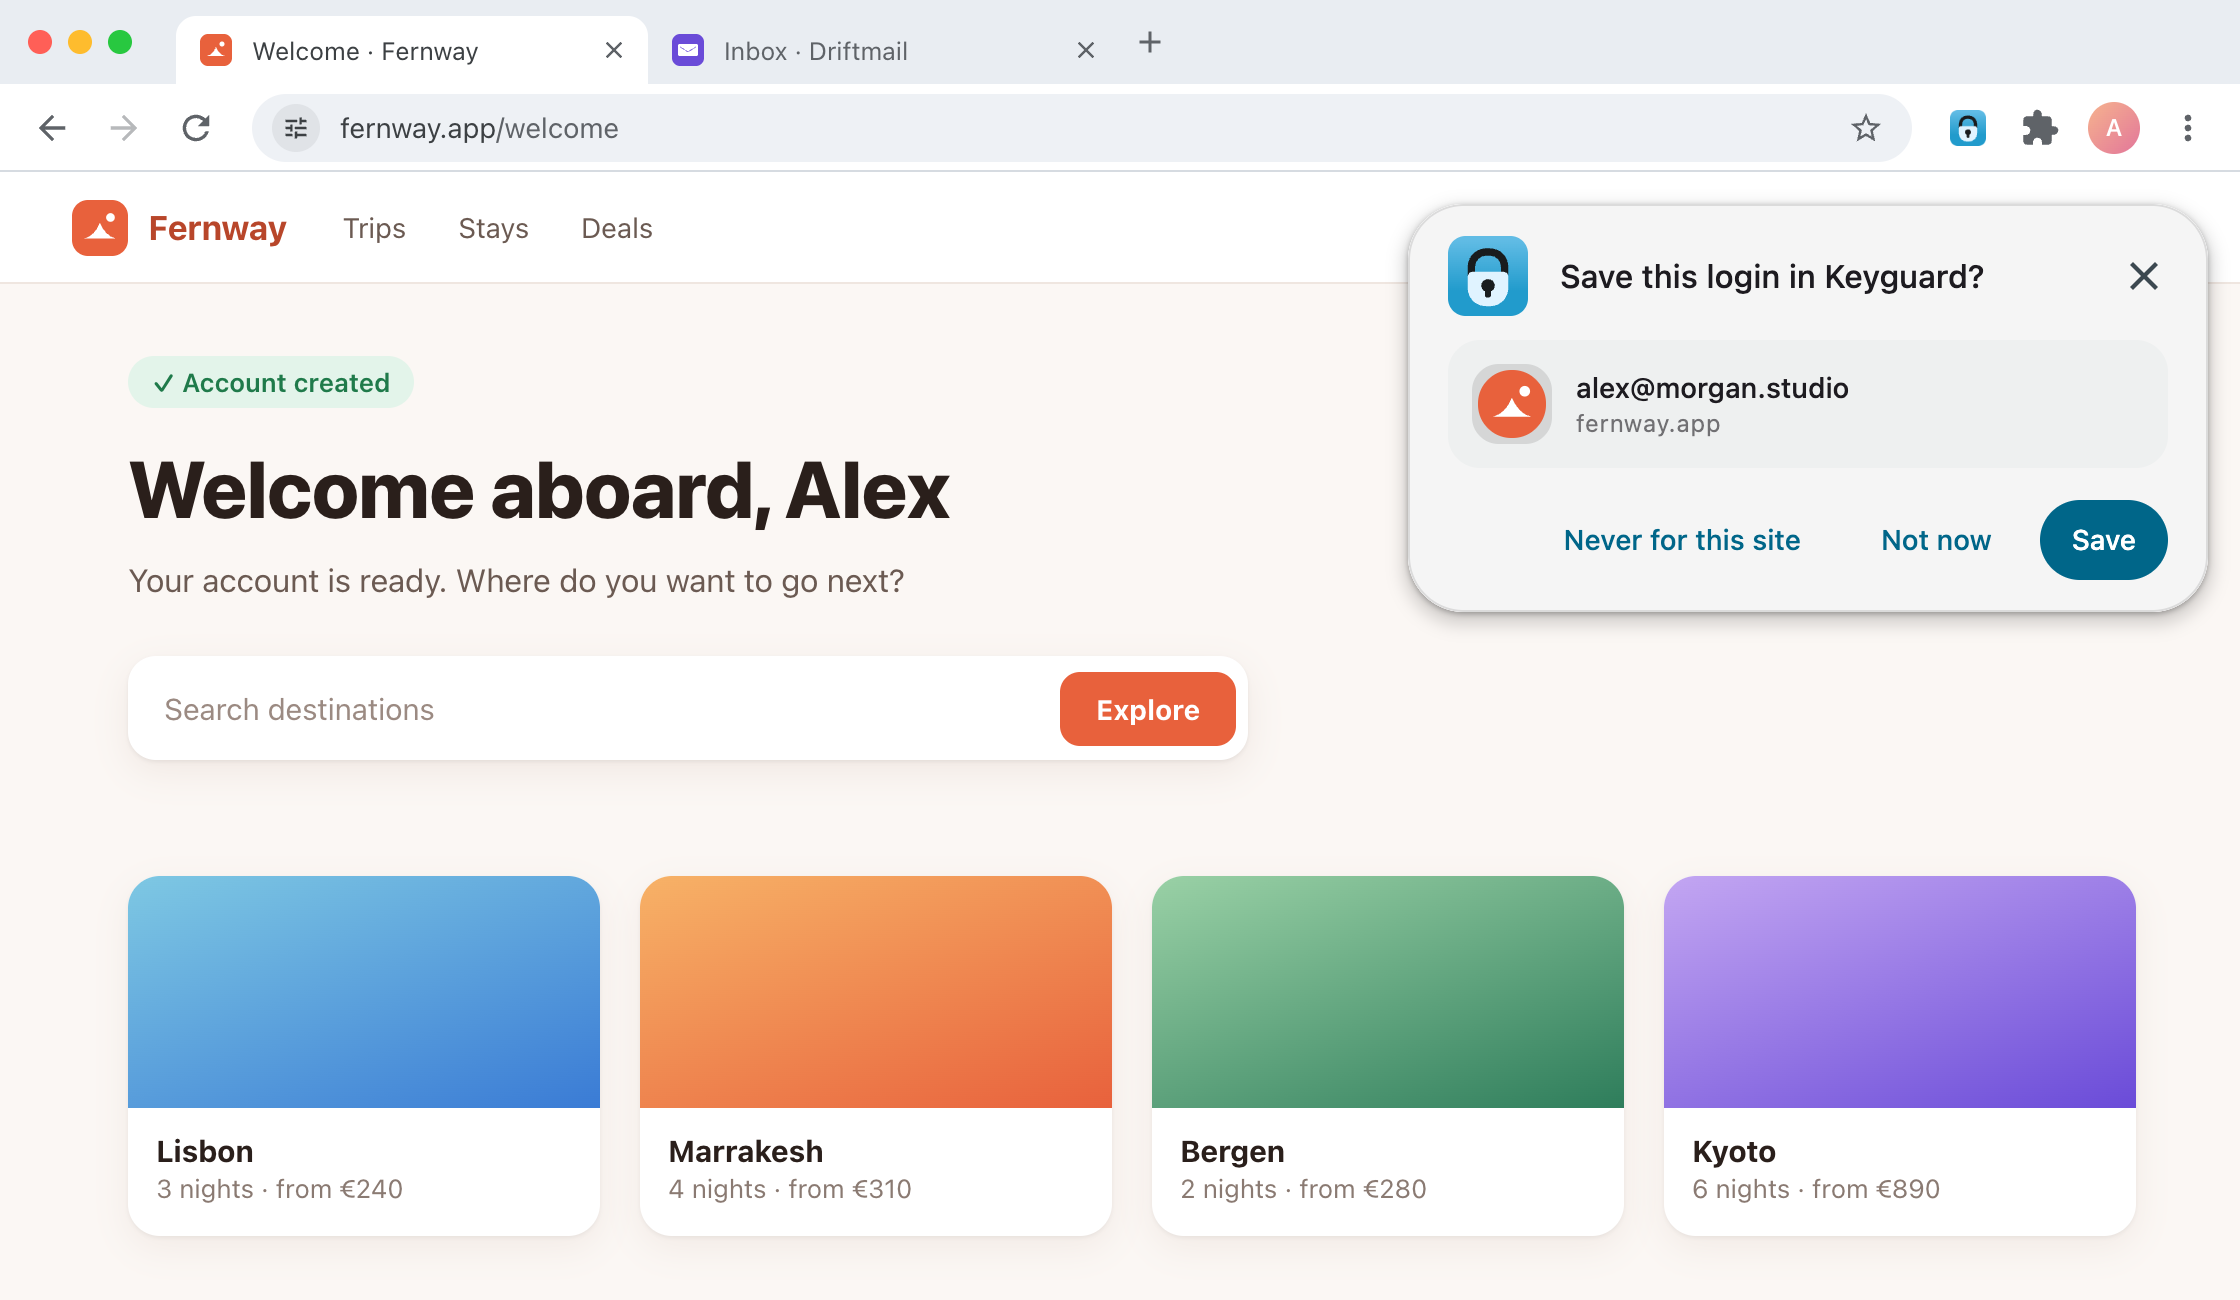 Welcome · Fernway
Inbox · Driftmail
fernway.app/welcome
A
Fernway
Trips
Stays
Deals
Save this login in Keyguard?
alex@morgan.studio
fernway.app
Never for this site
Not now
Save
✓ Account created
Welcome aboard, Alex
Your account is ready. Where do you want to go next?
Search destinations
Explore
Lisbon
3 nights · from €240
Marrakesh
4 nights · from €310
Bergen
2 nights · from €280
Kyoto
6 nights · from €890